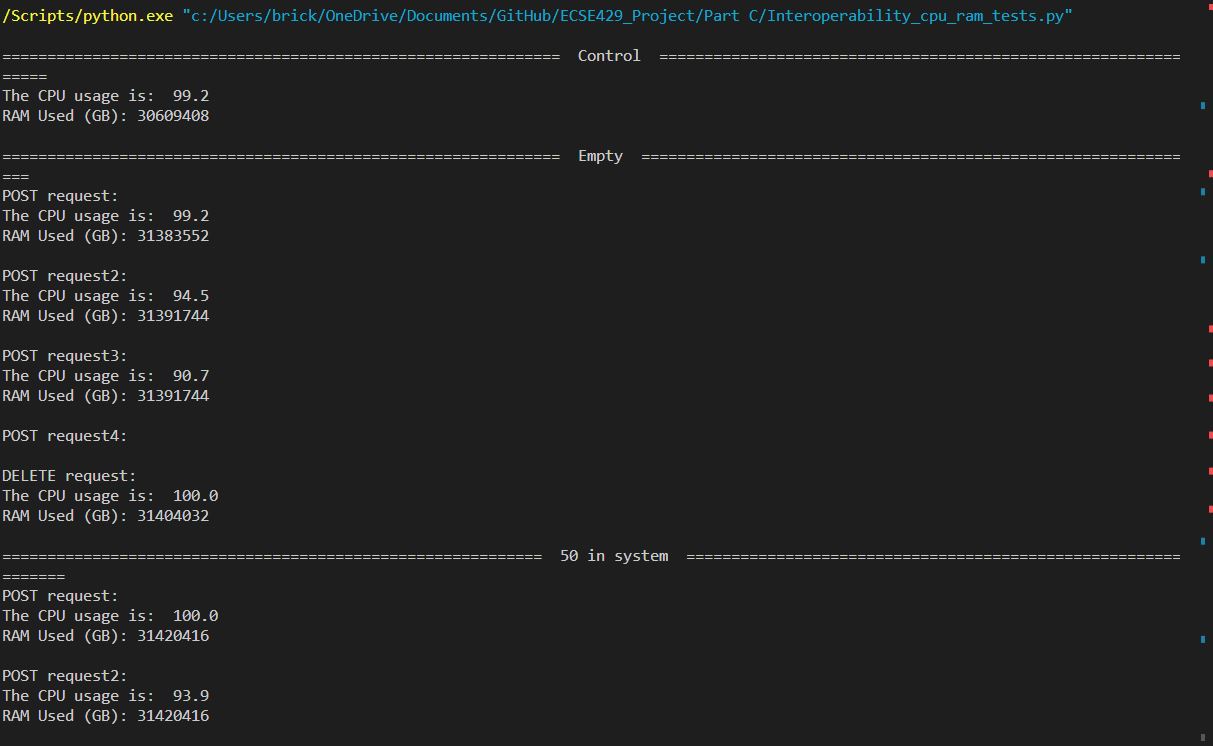 /Scripts/python.exe "c:/Users/brick/OneDrive/Documents/GitHub/ECSE429_Project/Part C/Interoperability_cpu_ram_tests.py"
==============================================================  Control  ==========================================================
=====
The CPU usage is:  99.2
RAM Used (GB): 30609408
==============================================================  Empty  ============================================================
===
POST request:
The CPU usage is:  99.2
RAM Used (GB): 31383552
POST request2:
The CPU usage is:  94.5
RAM Used (GB): 31391744
POST request3:
The CPU usage is:  90.7
RAM Used (GB): 31391744
POST request4:
DELETE request:
The CPU usage is:  100.0
RAM Used (GB): 31404032
============================================================  50 in system  =======================================================
=======
POST request:
The CPU usage is:  100.0
RAM Used (GB): 31420416
POST request2:
The CPU usage is:  93.9
RAM Used (GB): 31420416